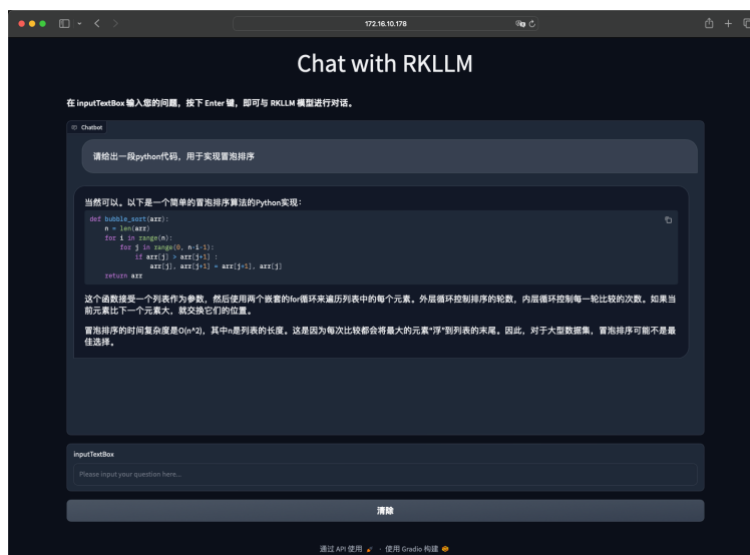 172.16.10.178
Chat with RKLLM
在 inputTextBox 输入您的问题，按下 Enter 键，即可与 RKLLM 模型进行对话。
Chatbot
请给出一段python代码，用于实现冒泡排序
当然可以。以下是一个简单的冒泡排序算法的Python实现：
def bubble_sort(arr):
    n = len(arr)
    for i in range(n):
        for j in range(0, n-i-1):
            if arr[j] > arr[j+1] :
                arr[j], arr[j+1] = arr[j+1], arr[j]
    return arr
这个函数接受一个列表作为参数，然后使用两个嵌套的for循环来遍历列表中的每个元素。外层循环控制排序的轮数，内层循环控制每一轮比较的次数。如果当
前元素比下一个元素大，就交换它们的位置。
冒泡排序的时间复杂度是O(n^2)，其中n是列表的长度。这是因为每次比较都会将最大的元素“浮”到列表的末尾。因此，对于大型数据集，冒泡排序可能不是最
佳选择。
inputTextBox
Please input your question here...
清除
通过 API 使用 · 使用 Gradio 构建